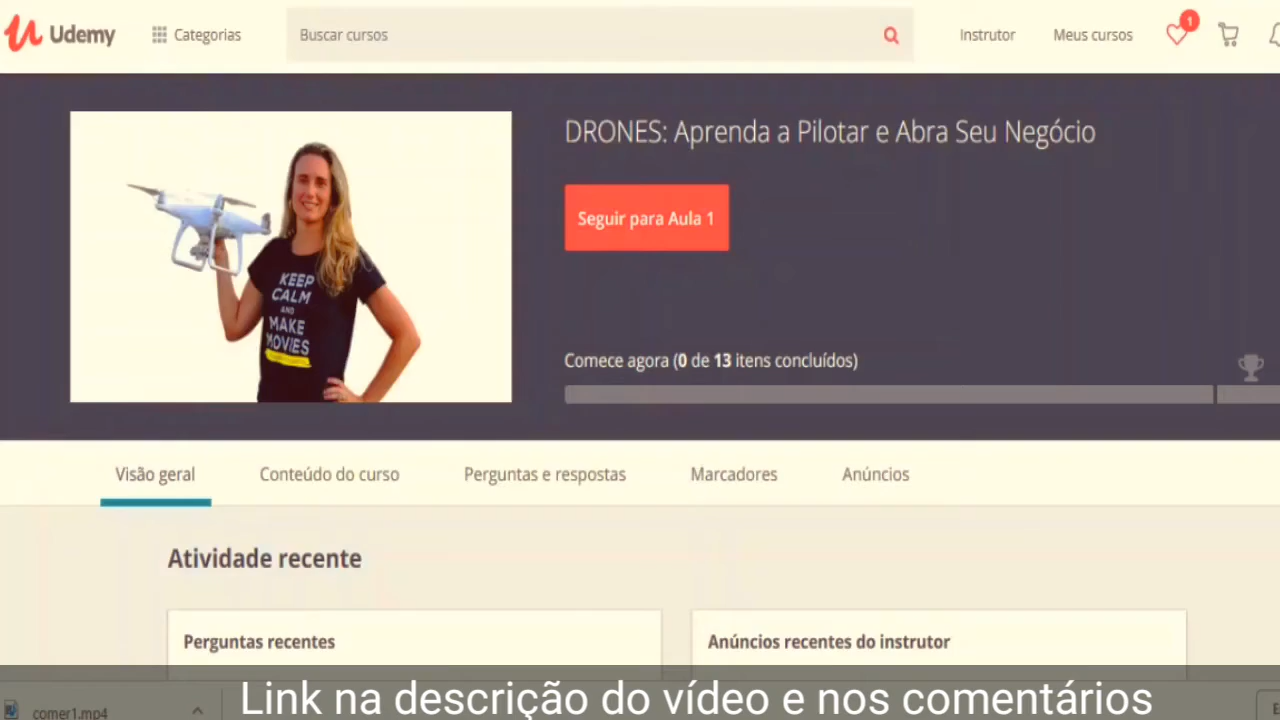 Udemy
Categorias
Buscar cursos
Instrutor
Meus cursos
1
DRONES: Aprenda a Pilotar e Abra Seu Negócio
Seguir para Aula 1
KEEP
CALM
AND
MAKE
MOVIES
Comece agora (0 de 13 itens concluídos)
Visão geral
Conteúdo do curso
Perguntas e respostas
Marcadores
Anúncios
Atividade recente
Perguntas recentes
Anúncios recentes do instrutor
Link na descrição do vídeo e nos comentários
comer1.mp4